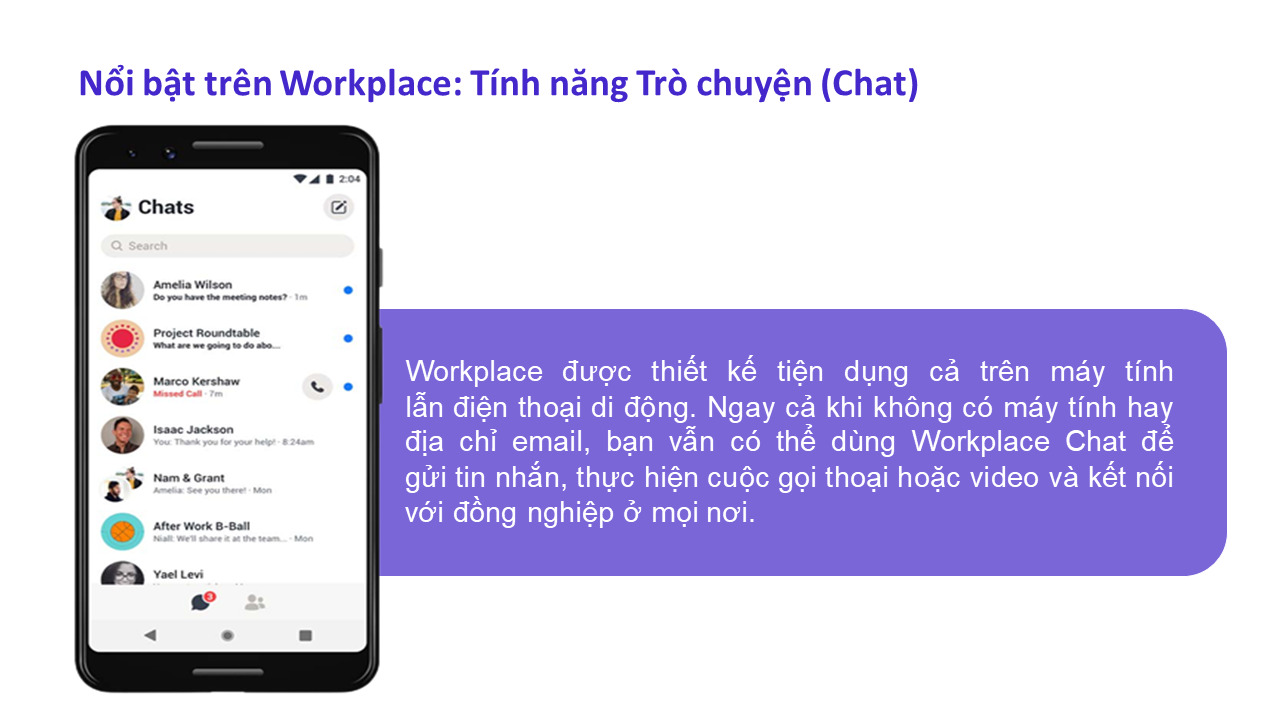 Nổi bật trên Workplace: Tính năng Trò chuyện (Chat)
2:04
Chats
Search
Amelia Wilson
Do you have the meeting notes? · 1m
Project Roundtable
What are we going to do abo...
Marco Kershaw
Missed Call · 7m
Isaac Jackson
You: Thank you for your help! · 8:24am
Nam & Grant
Amelia: See you there! · Mon
After Work B-Ball
Niall: We'll share it at the team... · Mon
Yael Levi
3
Workplace được thiết kế tiện dụng cả trên máy tính
lẫn điện thoại di động. Ngay cả khi không có máy tính hay
địa chỉ email, bạn vẫn có thể dùng Workplace Chat để
gửi tin nhắn, thực hiện cuộc gọi thoại hoặc video và kết nối
với đồng nghiệp ở mọi nơi.